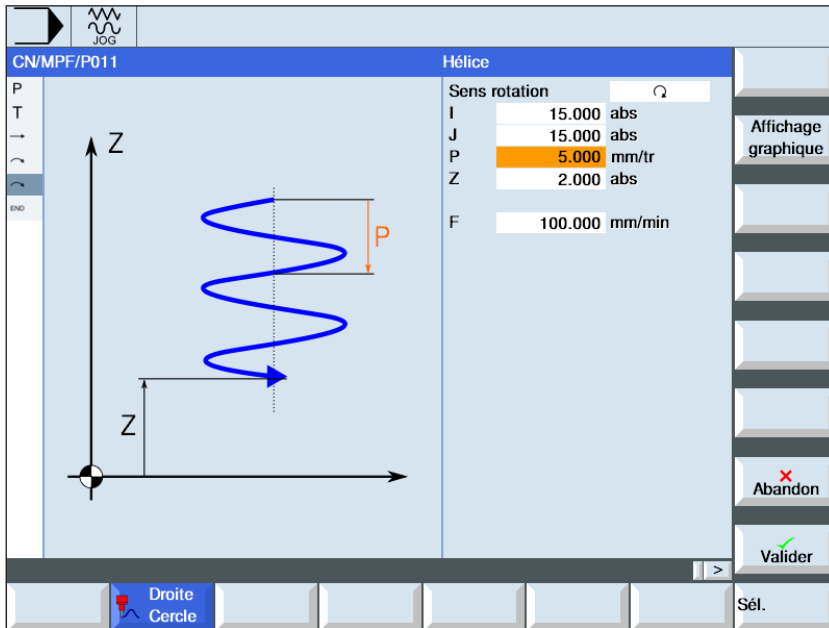 JOG
CN/MPF/P011
Hélice
P
T
END
Z
P
Z
Sens rotation
I 15.000 abs
J 15.000 abs
P 5.000 mm/tr
Z 2.000 abs
F 100.000 mm/min
Affichage
graphique
Abandon
Valider
>
Droite
Cercle
Sél.